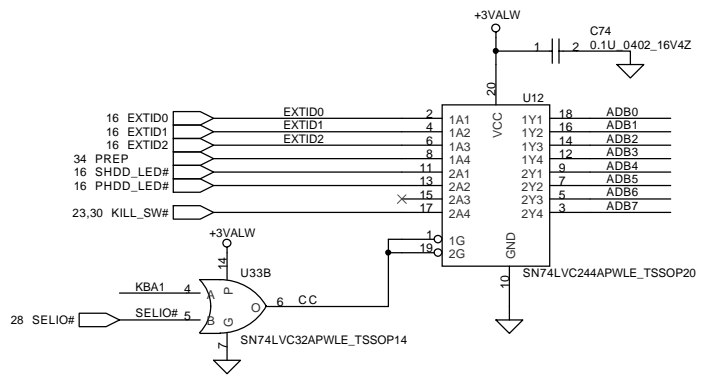 +3VALW
C74
1 2 0.1U_0402_16V4Z
20
U12
VCC
16 EXTID0 EXTID0 2 1A1 1Y1 18 ADB0
16 EXTID1 EXTID1 4 1A2 1Y2 16 ADB1
16 EXTID2 EXTID2 6 1A3 1Y3 14 ADB2
34 PREP 8 1A4 1Y4 12 ADB3
16 SHDD_LED# 11 2A1 2Y1 9 ADB4
16 PHDD_LED# 13 2A2 2Y2 7 ADB5
15 2A3 2Y3 5 ADB6
23,30 KILL_SW# 17 2A4 2Y4 3 ADB7
1 1G
19 2G
GND
10
SN74LVC244APWLE_TSSOP20
+3VALW
14
U33B
KBA1 4 A P
O 6 CC
28 SELIO# SELIO# 5 B G
7
SN74LVC32APWLE_TSSOP14